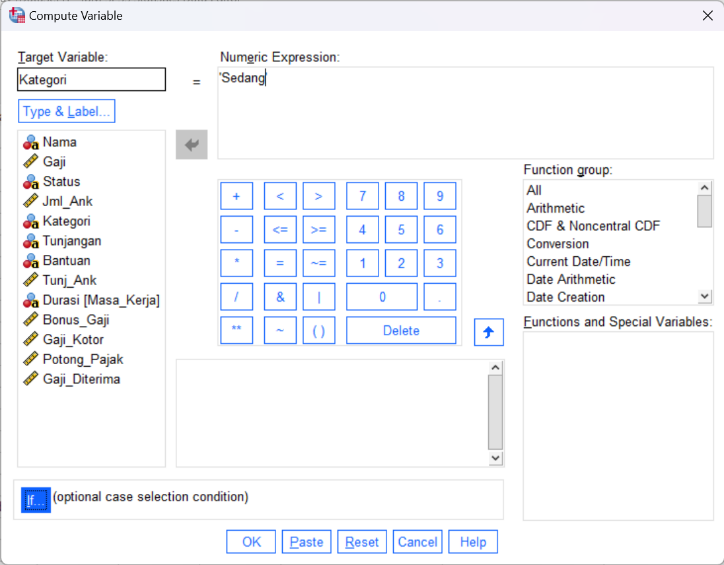 Compute Variable
Target Variable:
Kategori
=
Numeric Expression:
'Sedang'
Type & Label...
Nama
Gaji
Status
Jml_Ank
Kategori
Tunjangan
Bantuan
Tunj_Ank
Durasi [Masa_Kerja]
Bonus_Gaji
Gaji_Kotor
Potong_Pajak
Gaji_Diterima
+ < > 7 8 9
- <= >= 4 5 6
* = ~= 1 2 3
/ & | 0 .
** ~ ( ) Delete
Function group:
All
Arithmetic
CDF & Noncentral CDF
Conversion
Current Date/Time
Date Arithmetic
Date Creation
Functions and Special Variables:
If... (optional case selection condition)
OK Paste Reset Cancel Help